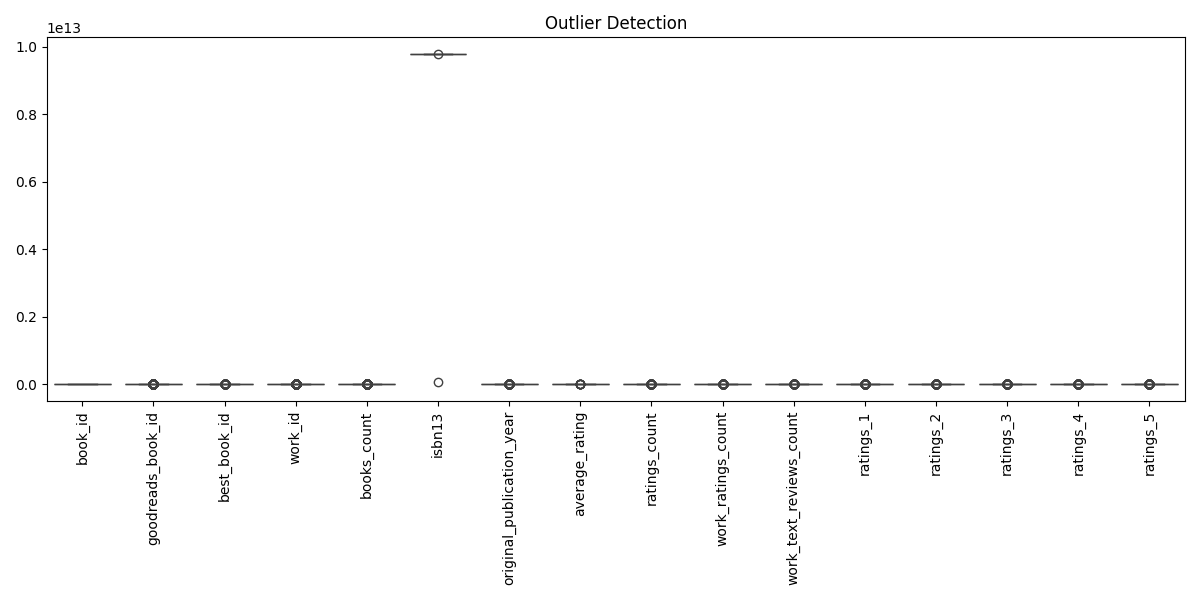 Outlier Detection
1e13
1.0
0.8
0.6
0.4
0.2
0.0
book_id
goodreads_book_id
best_book_id
work_id
books_count
isbn13
original_publication_year
average_rating
ratings_count
work_ratings_count
work_text_reviews_count
ratings_1
ratings_2
ratings_3
ratings_4
ratings_5